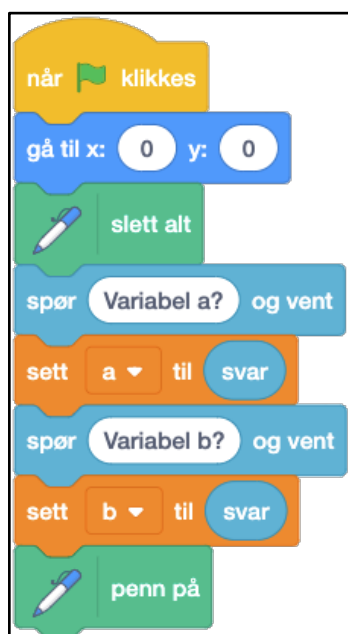 når klikkes
gå til x: 0 y: 0
slett alt
spør Variabel a? og vent
sett a til svar
spør Variabel b? og vent
sett b til svar
penn på